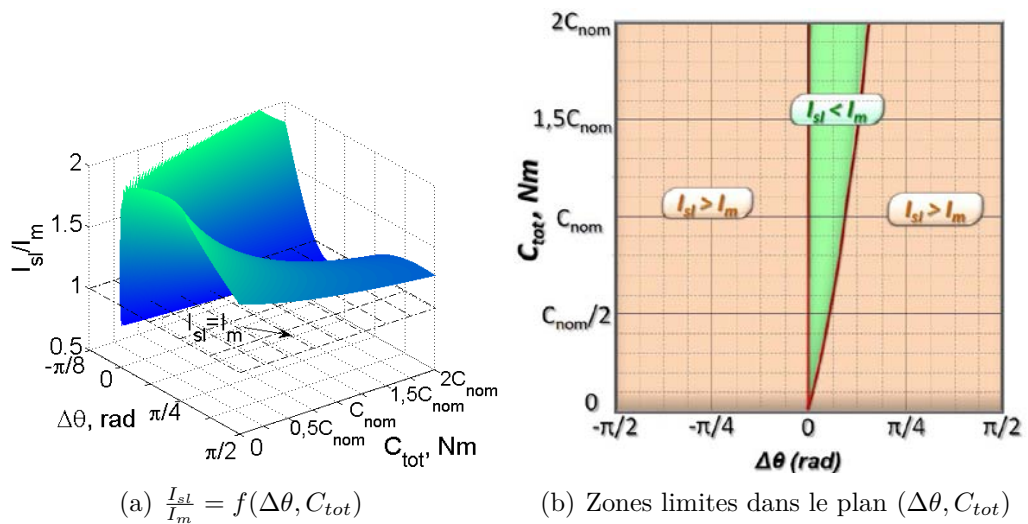 2
1.5
1
0.5
I_sl/I_m
I_sl=I_m
-π/8
0
π/4
π/2
Δθ, rad
0
0,5C_nom
C_nom
1,5C_nom
2C_nom
C_tot, Nm
(a) I_sl/I_m = f(Δθ, C_tot)
2C_nom
1,5C_nom
C_nom
C_nom/2
0
C_tot, Nm
I_sl < I_m
I_sl > I_m
I_sl > I_m
-π/2
-π/4
0
π/4
π/2
Δθ (rad)
(b) Zones limites dans le plan (Δθ, C_tot)